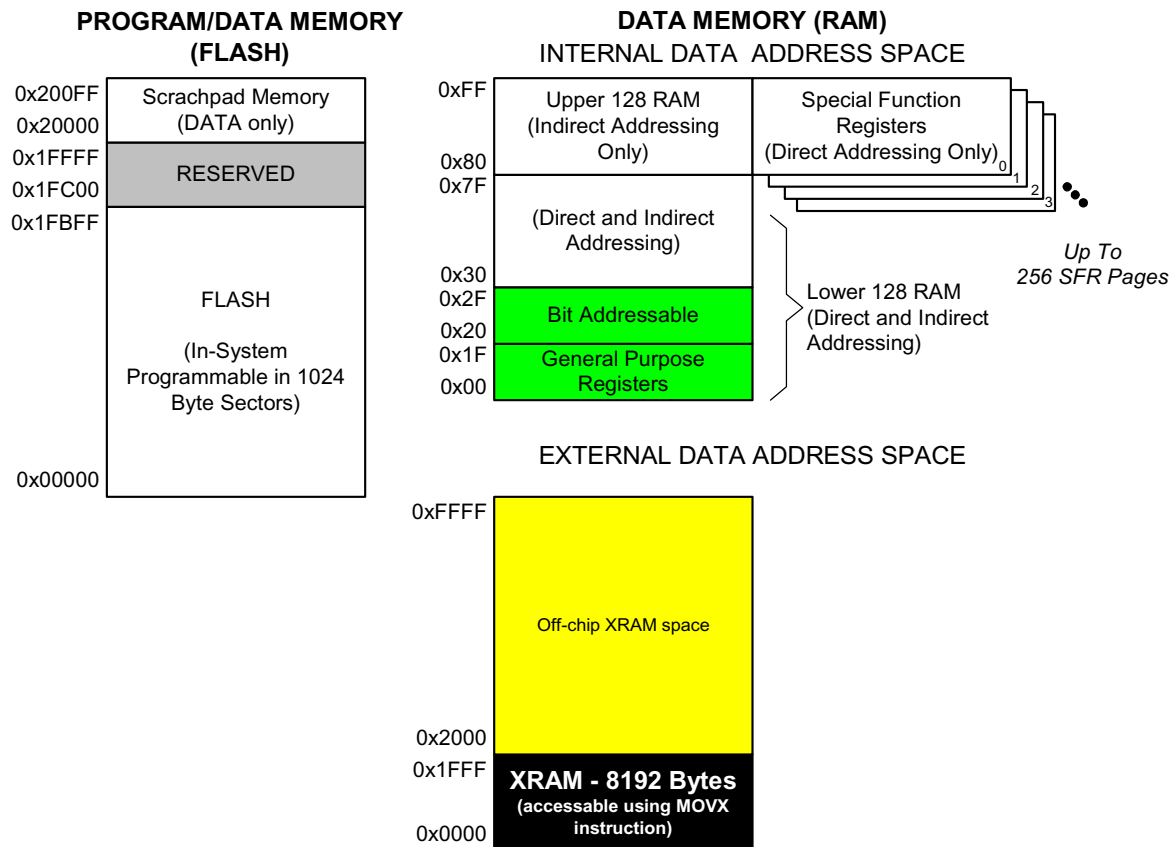 PROGRAM/DATA MEMORY
(FLASH)
0x200FF
Scrachpad Memory
(DATA only)
0x20000
0x1FFFF
RESERVED
0x1FC00
0x1FBFF
FLASH
(In-System
Programmable in 1024
Byte Sectors)
0x00000
DATA MEMORY (RAM)
INTERNAL DATA ADDRESS SPACE
0xFF
Upper 128 RAM
(Indirect Addressing
Only)
0x80
Special Function
Registers
(Direct Addressing Only)
0
1
2
3
Up To
256 SFR Pages
0x7F
(Direct and Indirect
Addressing)
0x30
0x2F
Bit Addressable
0x20
0x1F
General Purpose
Registers
0x00
Lower 128 RAM
(Direct and Indirect
Addressing)
EXTERNAL DATA ADDRESS SPACE
0xFFFF
Off-chip XRAM space
0x2000
0x1FFF
XRAM - 8192 Bytes
(accessable using MOVX
instruction)
0x0000